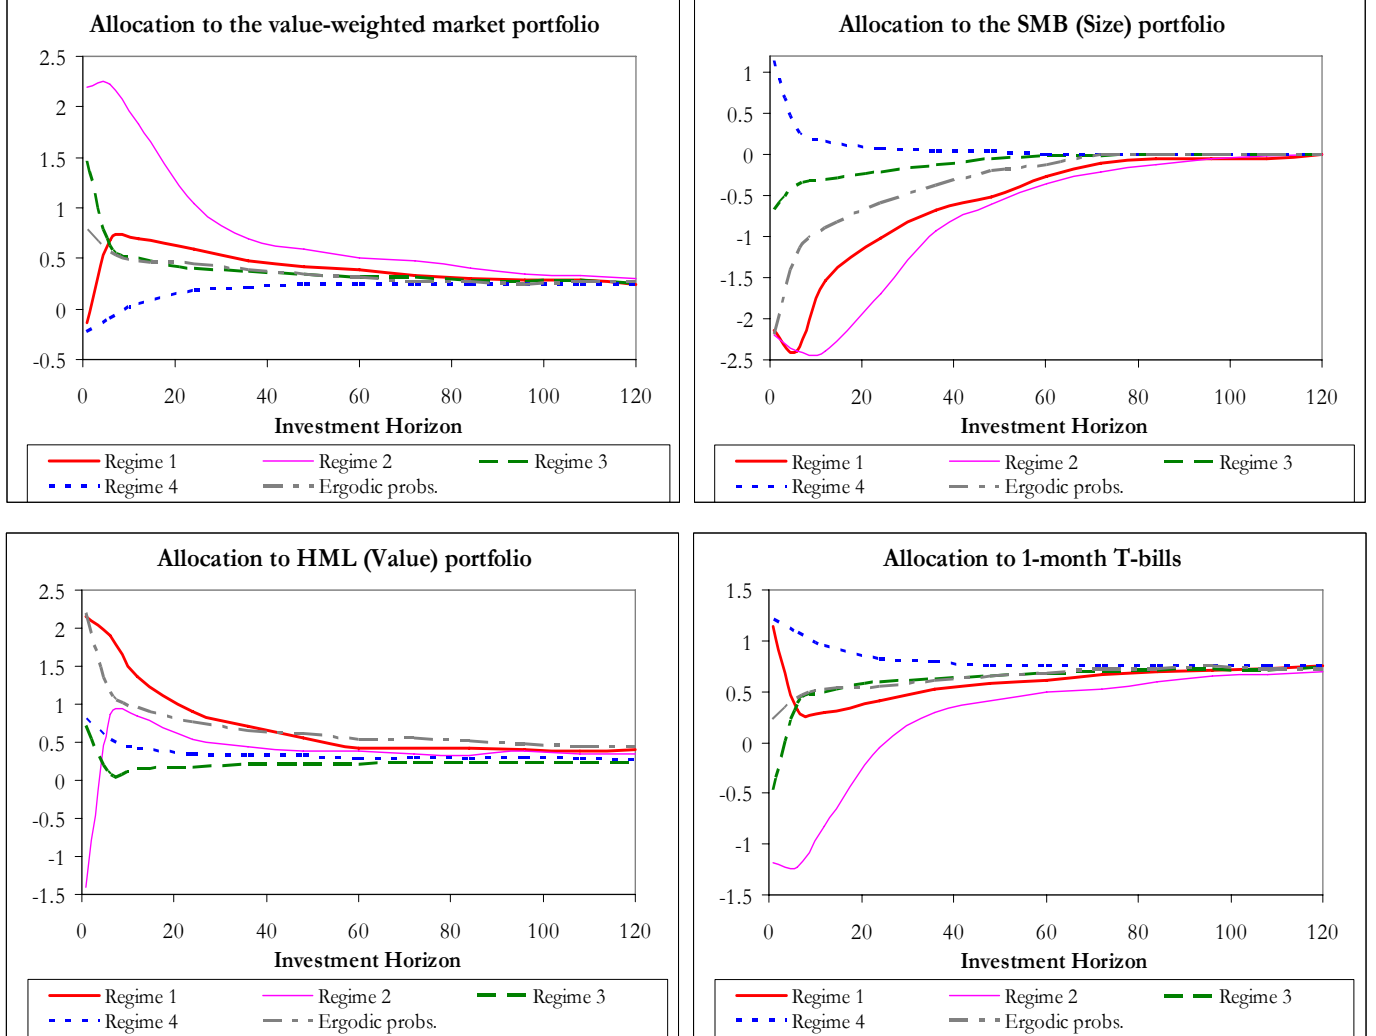 Allocation to the value-weighted market portfolio
2.5
2
1.5
1
0.5
0
-0.5
0 20 40 60 80 100 120
Investment Horizon
Regime 1 Regime 2 Regime 3
Regime 4 Ergodic probs.
Allocation to the SMB (Size) portfolio
1
0.5
0
-0.5
-1
-1.5
-2
-2.5
0 20 40 60 80 100 120
Investment Horizon
Regime 1 Regime 2 Regime 3
Regime 4 Ergodic probs.
Allocation to HML (Value) portfolio
2.5
2
1.5
1
0.5
0
-0.5
-1
-1.5
0 20 40 60 80 100 120
Investment Horizon
Regime 1 Regime 2 Regime 3
Regime 4 Ergodic probs.
Allocation to 1-month T-bills
1.5
1
0.5
0
-0.5
-1
-1.5
0 20 40 60 80 100 120
Investment Horizon
Regime 1 Regime 2 Regime 3
Regime 4 Ergodic probs.